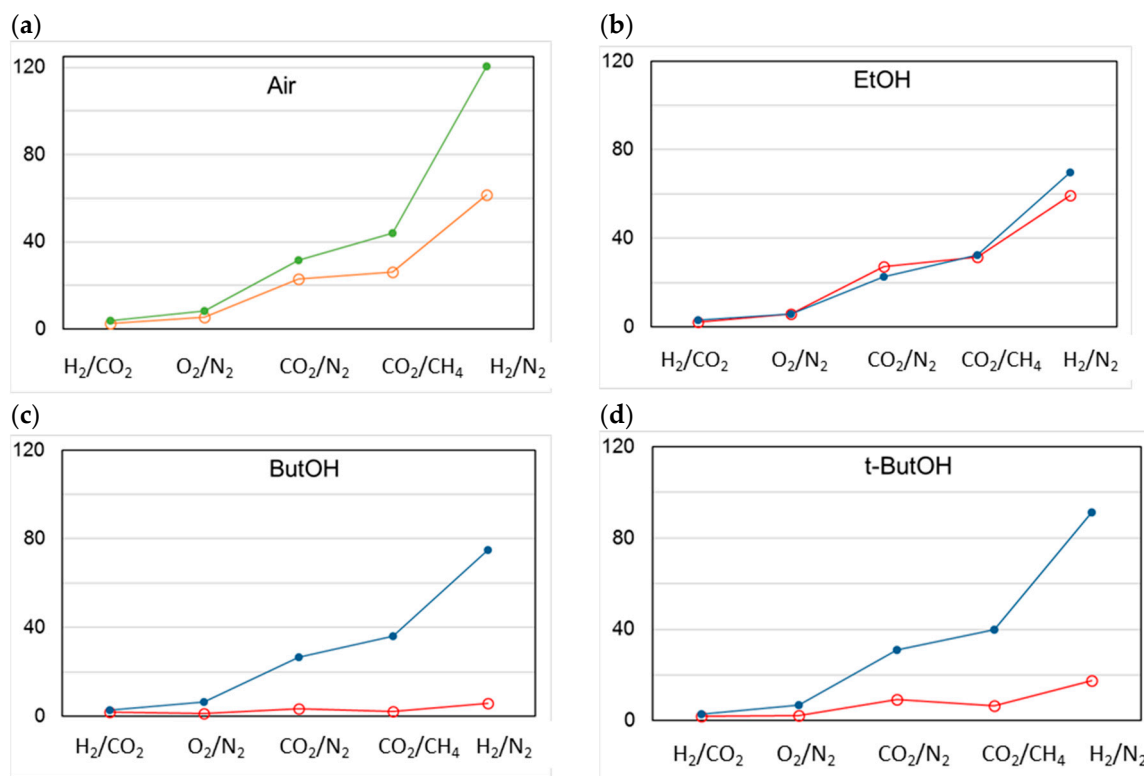 (a)
Air
120
80
40
0
H₂/CO₂ O₂/N₂ CO₂/N₂ CO₂/CH₄ H₂/N₂
(b)
EtOH
120
80
40
0
H₂/CO₂ O₂/N₂ CO₂/N₂ CO₂/CH₄ H₂/N₂
(c)
ButOH
120
80
40
0
H₂/CO₂ O₂/N₂ CO₂/N₂ CO₂/CH₄ H₂/N₂
(d)
t-ButOH
120
80
40
0
H₂/CO₂ O₂/N₂ CO₂/N₂ CO₂/CH₄ H₂/N₂